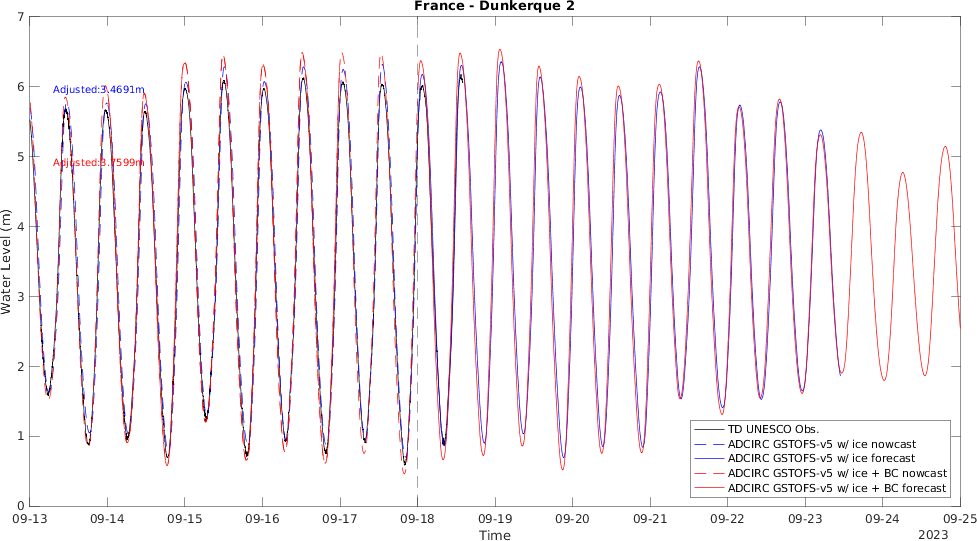 France - Dunkerque 2
7
6
5
4
3
2
1
0
Water Level (m)
Adjusted:3.4691m
Adjusted:3.7599m
TD UNESCO Obs.
ADCIRC GSTOFS-v5 w/ ice nowcast
ADCIRC GSTOFS-v5 w/ ice forecast
ADCIRC GSTOFS-v5 w/ ice + BC nowcast
ADCIRC GSTOFS-v5 w/ ice + BC forecast
09-13 09-14 09-15 09-16 09-17 09-18 09-19 09-20 09-21 09-22 09-23 09-24 09-25
Time
2023